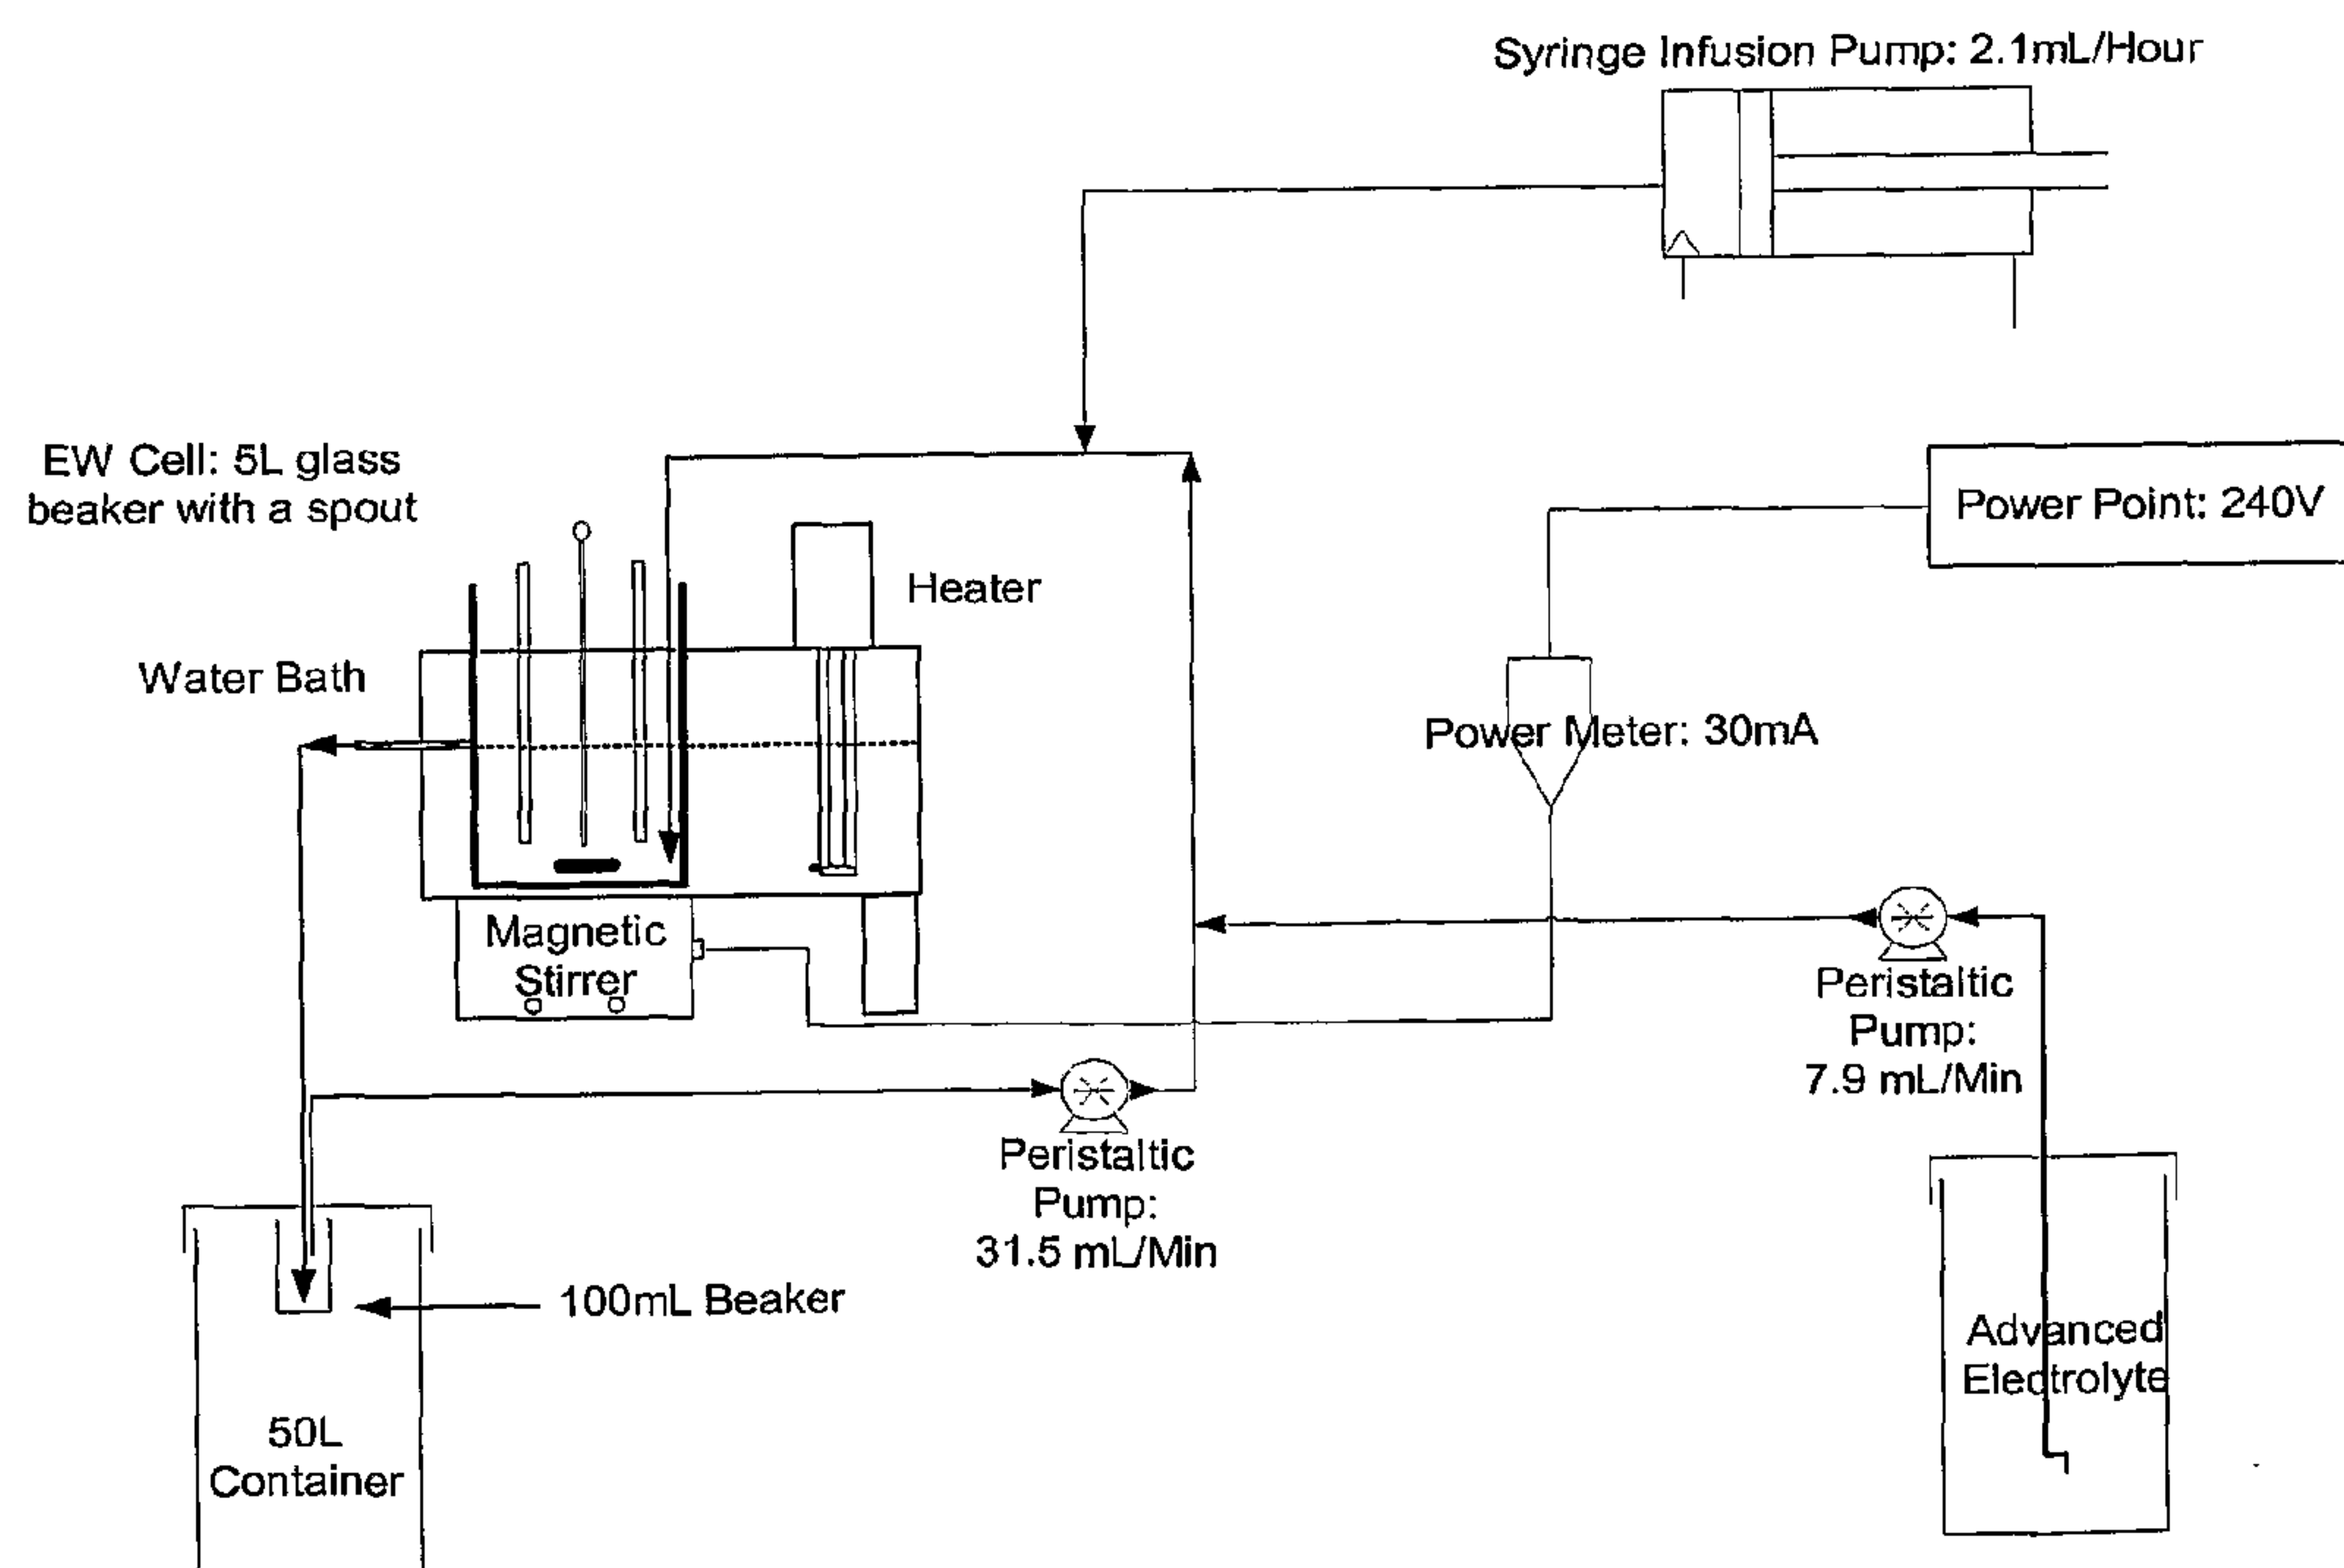 Syringe Infusion Pump: 2.1mL/Hour
EW Cell: 5L glass
beaker with a spout
Power Point: 240V
Heater
Water Bath
Power Meter: 30mA
Magnetic
Stirrer
Peristaltic
Pump:
7.9 mL/Min
Peristaltic
Pump:
31.5 mL/Min
100mL Beaker
Advanced
Electrolyte
50L
Container